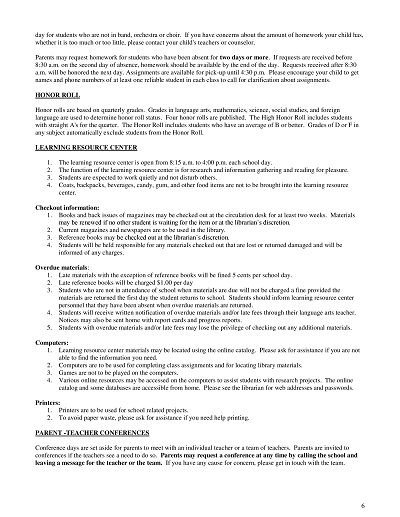 day for students who are not in band, orchestra or choir.  If you have concerns about the amount of homework your child has,
whether it is too much or too little, please contact your child's teachers or counselor.
Parents may request homework for students who have been absent for two days or more.  If requests are received before
8:30 a.m. on the second day of absence, homework should be available by the end of the day.  Requests received after 8:30
a.m. will be honored the next day. Assignments are available for pick-up until 4:30 p.m.  Please encourage your child to get
names and phone numbers of at least one reliable student in each class to call for clarification about assignments.
HONOR ROLL
Honor rolls are based on quarterly grades.  Grades in language arts, mathematics, science, social studies, and foreign
language are used to determine honor roll status.  Four honor rolls are published.  The High Honor Roll includes students
with straight A's for the quarter.  The Honor Roll includes students who have an average of B or better.  Grades of D or F in
any subject automatically exclude students from the Honor Roll.
LEARNING RESOURCE CENTER
1. The learning resource center is open from 8:15 a.m. to 4:00 p.m. each school day.
2. The function of the learning resource center is for research and information gathering and reading for pleasure.
3. Students are expected to work quietly and not disturb others.
4. Coats, backpacks, beverages, candy, gum, and other food items are not to be brought into the learning resource
center.
Checkout information:
1. Books and back issues of magazines may be checked out at the circulation desk for at least two weeks.  Materials
may be renewed if no other student is waiting for the item or at the librarian's discretion.
2. Current magazines and newspapers are to be used in the library.
3. Reference books may be checked out at librarian's discretion.
4. Students will be held responsible for any materials checked out that are lost or returned damaged and will be
informed of any charges.
Overdue materials:
1. Late materials with the exception of reference books will be fined 5 cents per school day.
2. Late reference books will be charged $1.00 per day
3. Students who are not in attendance of school when materials are due will not be charged a fine provided the
materials are returned the first day the student returns to school.  Students should inform learning resource center
personnel that they have been absent when overdue materials are returned.
4. Students will receive written notification of overdue materials and/or late fees through their language arts teacher.
Notices may also be sent home with report cards and progress reports.
5. Students with overdue materials and/or late fees may lose the privilege of checking out any additional materials.
Computers:
1. Learning resource center materials may be located using the online catalog.  Please ask for assistance if you are not
able to find the information you need.
2. Computers are to be used for completing class assignments and for locating library materials.
3. Games are not to be played on the computers.
4. Various online resources may be accessed on the computers to assist students with research projects.  The online
catalog and some databases are accessible from home.  Please see the librarian for web addresses and passwords.
Printers:
1. Printers are to be used for school related projects.
2. To avoid paper waste, please ask for assistance if you need help printing.
PARENT -TEACHER CONFERENCES
Conference days are set aside for parents to meet with an individual teacher or a team of teachers.  Parents are invited to
conferences if the teachers see a need to do so.  Parents may request a conference at any time by calling the school and
leaving a message for the teacher or the team.  If you have any cause for concern, please get in touch with the team.
6